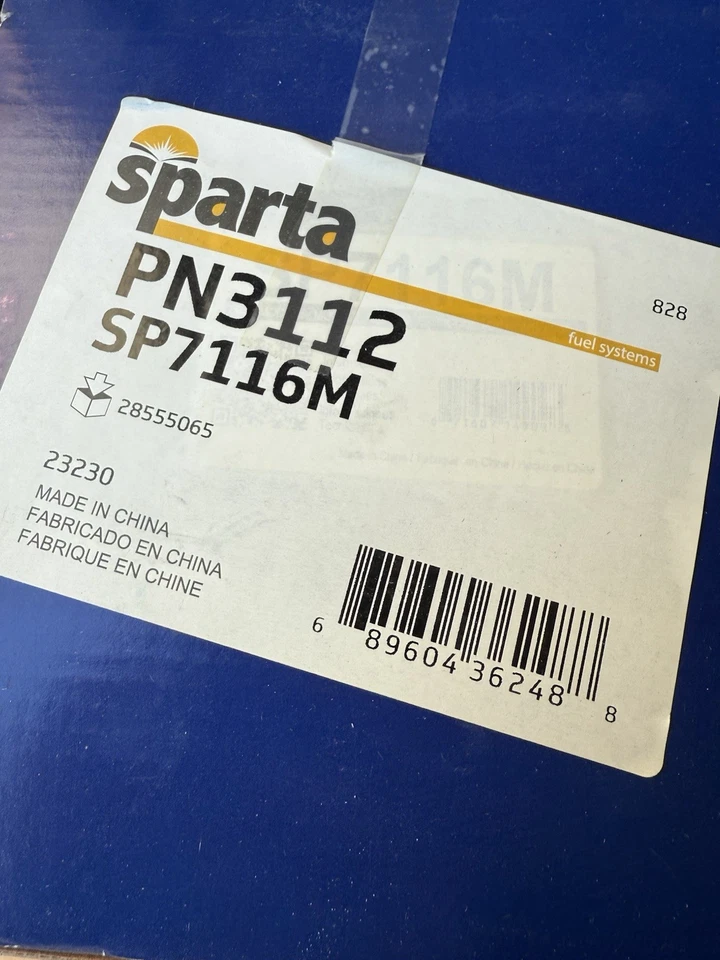 sparta
fuel systems
828
PN3112
SP7116M
28555065
23230
MADE IN CHINA
FABRICADO EN CHINA
FABRIQUE EN CHINE
6 89604 36248 8
SP7116M